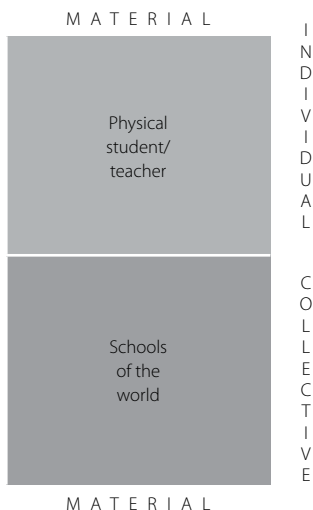 MATERIAL
Physical
student/
teacher
INDIVIDUAL
Schools
of the
world
COLLECTIVE
MATERIAL